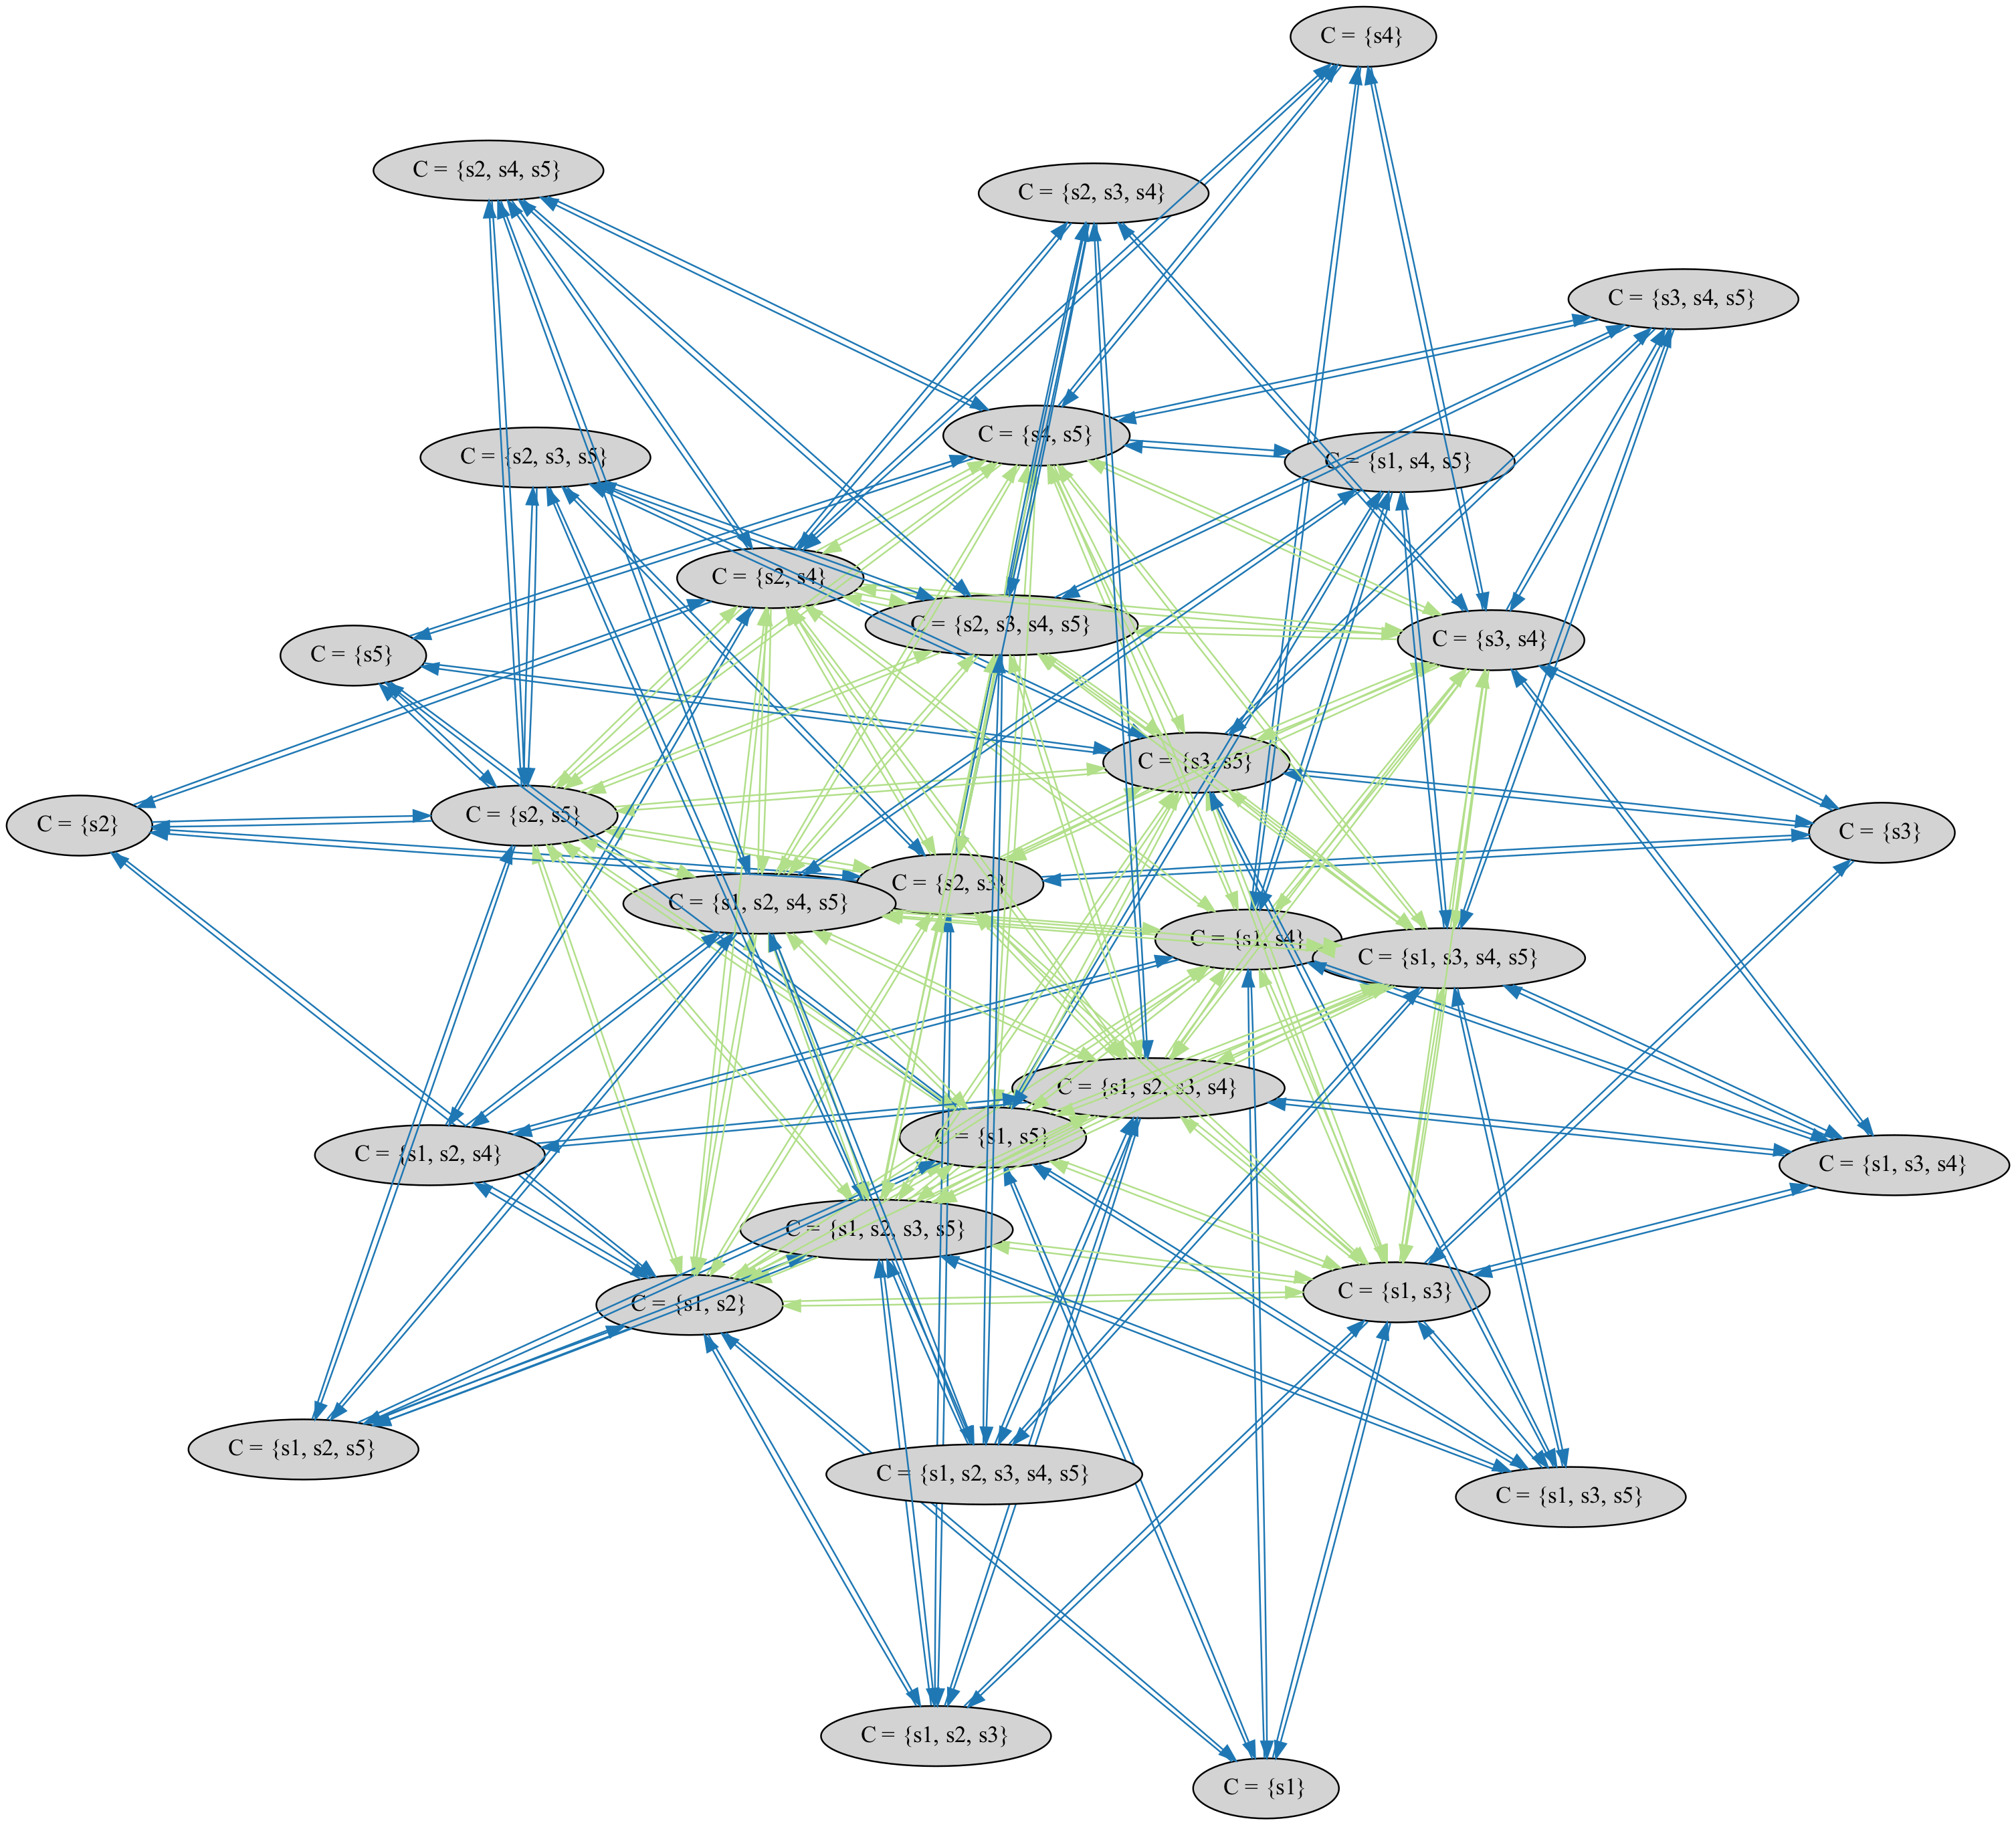 C = {s4}
C = {s2, s4, s5}
C = {s2, s3, s4}
C = {s3, s4, s5}
C = {s4, s5}
C = {s2, s3, s5}
C = {s1, s4, s5}
C = {s2, s4}
C = {s2, s3, s4, s5}
C = {s3, s4}
C = {s5}
C = {s3, s5}
C = {s2, s5}
C = {s2}
C = {s3}
C = {s2, s3}
C = {s1, s2, s4, s5}
C = {s1, s4}
C = {s1, s3, s4, s5}
C = {s1, s2, s3, s4}
C = {s1, s5}
C = {s1, s2, s4}
C = {s1, s3, s4}
C = {s1, s2, s3, s5}
C = {s1, s3}
C = {s1, s2}
C = {s1, s2, s5}
C = {s1, s2, s3, s4, s5}
C = {s1, s3, s5}
C = {s1, s2, s3}
C = {s1}